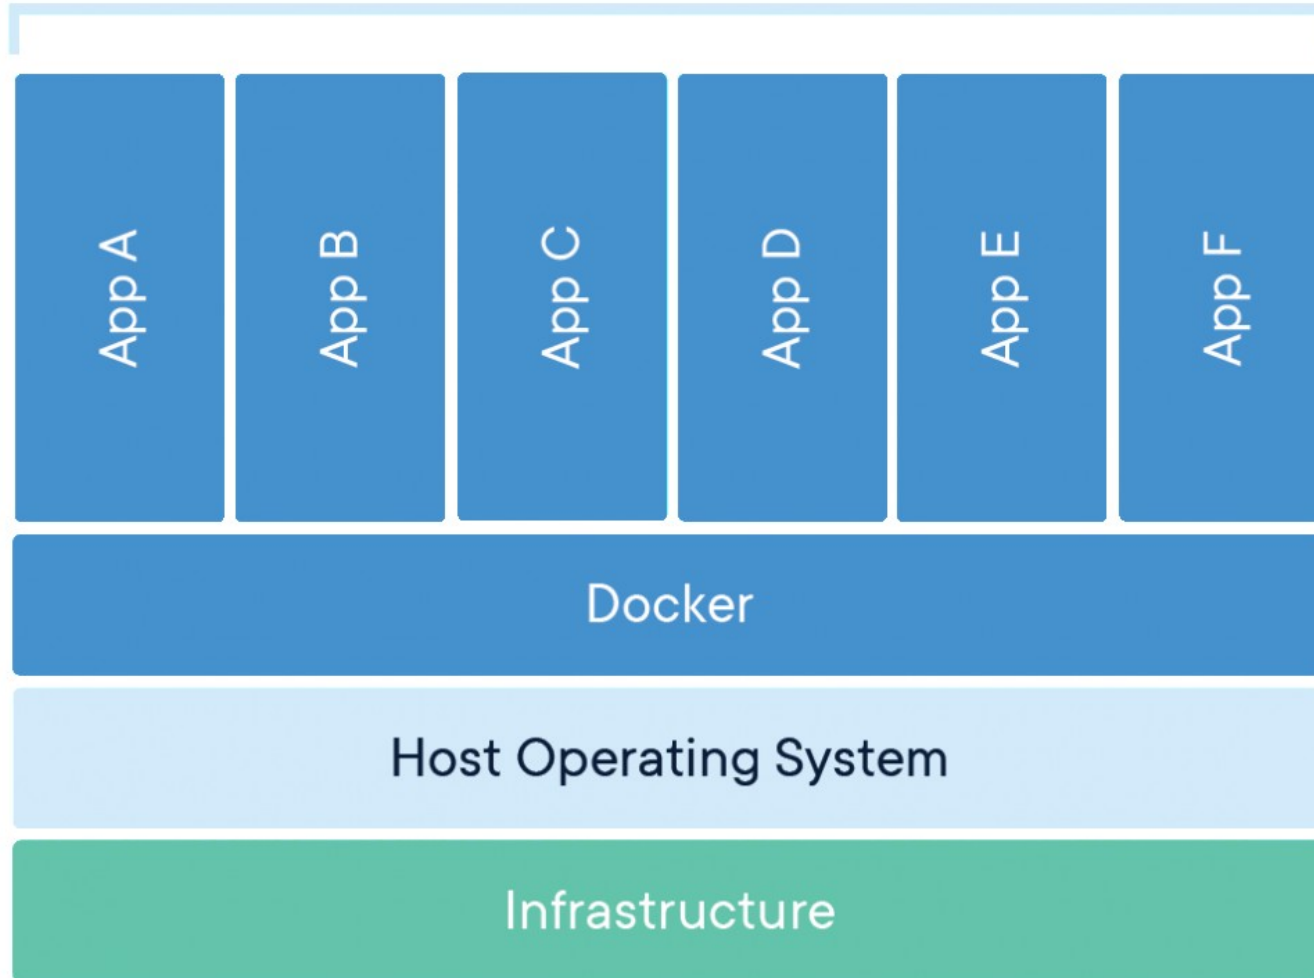 App A
App B
App C
App D
App E
App F
Docker
Host Operating System
Infrastructure